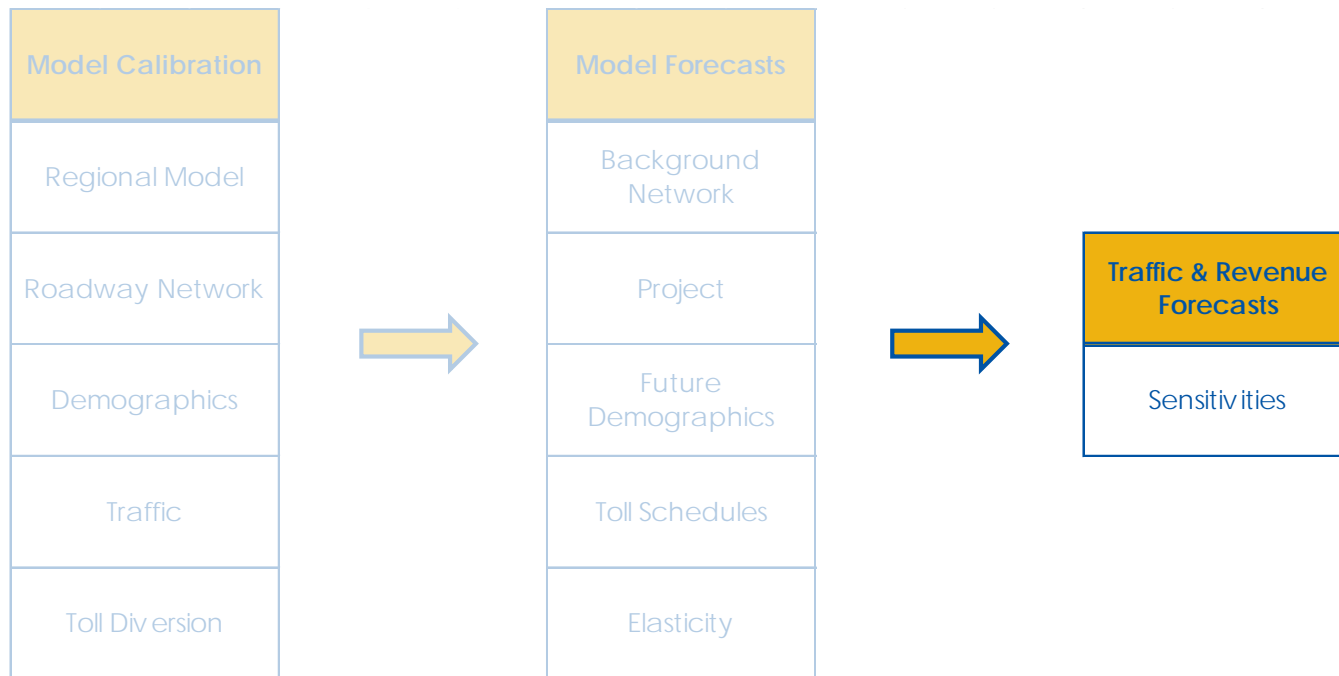 Model Calibration
Regional Model
Roadway Network
Demographics
Traffic
Toll Diversion
Model Forecasts
Background
Network
Project
Future
Demographics
Toll Schedules
Elasticity
Traffic & Revenue
Forecasts
Sensitivities